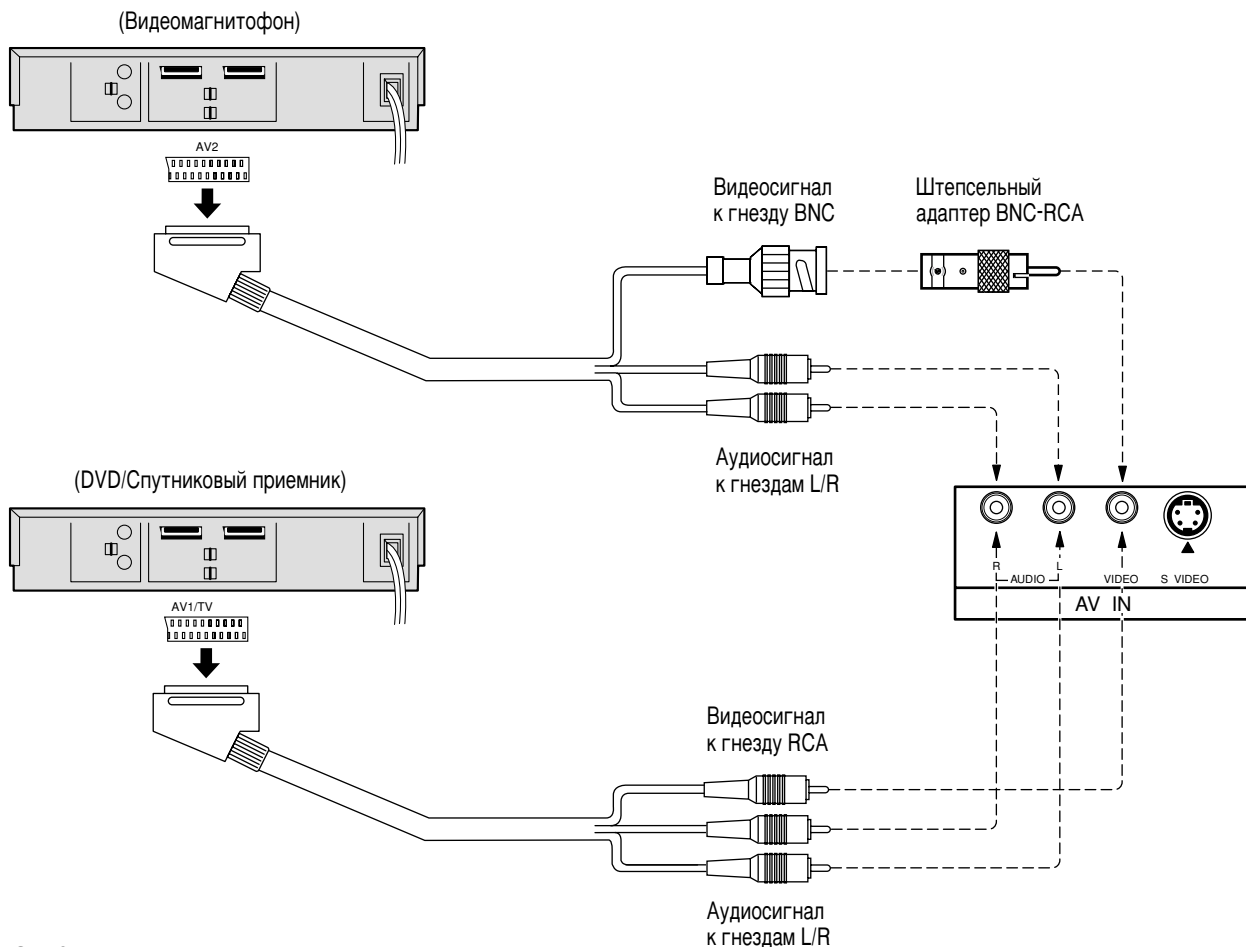 (Видеомагнитофон)
AV2
Видеосигнал
к гнезду BNC
Штепсельный
адаптер BNC-RCA
Аудиосигнал
к гнездам L/R
(DVD/Спутниковый приемник)
AV1/TV
R
AUDIO
L
VIDEO
S VIDEO
AV IN
Видеосигнал
к гнезду RCA
Аудиосигнал
к гнездам L/R